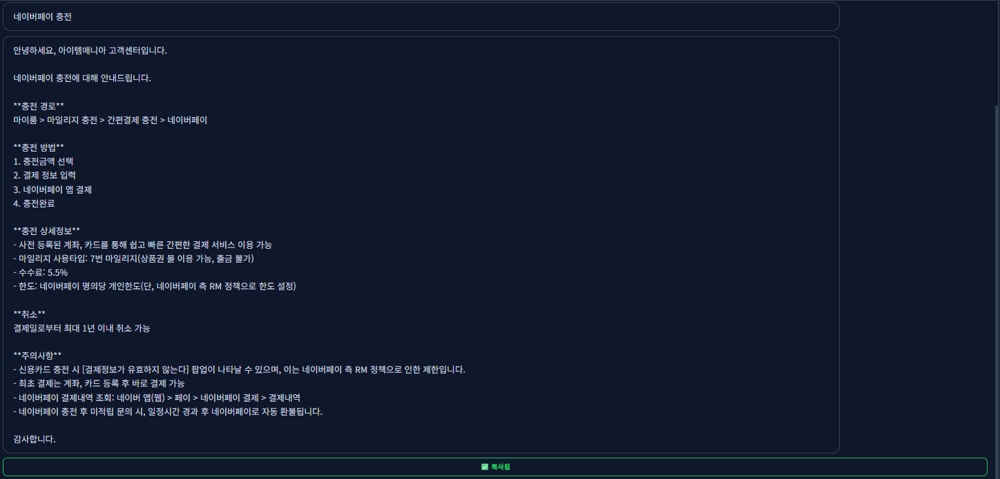 네이버페이 충전
안녕하세요, 아이템매니아 고객센터입니다.
네이버페이 충전에 대해 안내드립니다.
**충전 경로**
마이룸 > 마일리지 충전 > 간편결제 충전 > 네이버페이
**충전 방법**
1. 충전금액 선택
2. 결제 정보 입력
3. 네이버페이 앱 결제
4. 충전완료
**충전 상세정보**
- 사전 등록된 계좌, 카드를 통해 쉽고 빠른 간편한 결제 서비스 이용 가능
- 마일리지 사용타입: 7번 마일리지(상품권 몰 이용 가능, 출금 불가)
- 수수료: 5.5%
- 한도: 네이버페이 명의당 개인한도(단, 네이버페이 측 RM 정책으로 한도 설정)
**취소**
결제일로부터 최대 1년 이내 취소 가능
**주의사항**
- 신용카드 충전 시 [결제정보가 유효하지 않는다] 팝업이 나타날 수 있으며, 이는 네이버페이 측 RM 정책으로 인한 제한입니다.
- 최초 결제는 계좌, 카드 등록 후 바로 결제 가능
- 네이버페이 결제내역 조회: 네이버 앱(웹) > 페이 > 네이버페이 결제 > 결제내역
- 네이버페이 충전 후 미적립 문의 시, 일정시간 경과 후 네이버페이로 자동 환불됩니다.
감사합니다.
✅ 복사됨